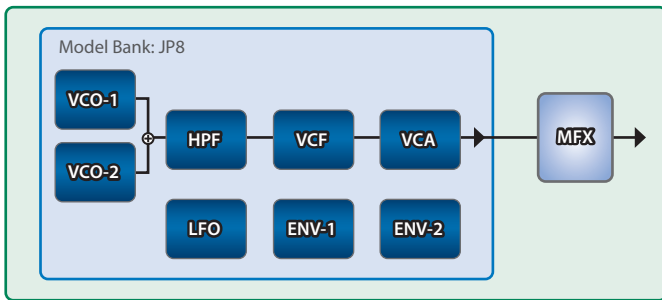 Model Bank: JP8
VCO-1
VCO-2
HPF
VCF
VCA
MFX
LFO
ENV-1
ENV-2